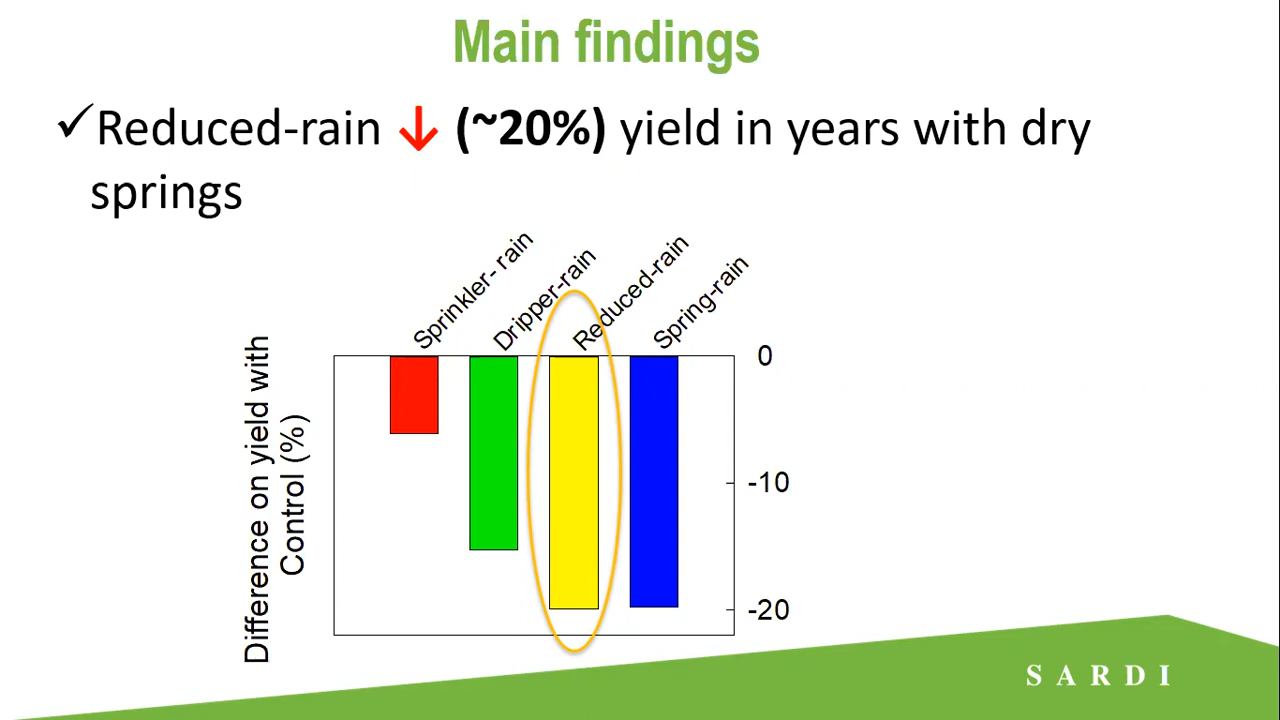 Main findings
✓Reduced-rain ↓ (~20%) yield in years with dry
springs
Sprinkler- rain
Dripper-rain
Reduced-rain
Spring-rain
Difference on yield with
Control (%)
0
-10
-20
SARDI